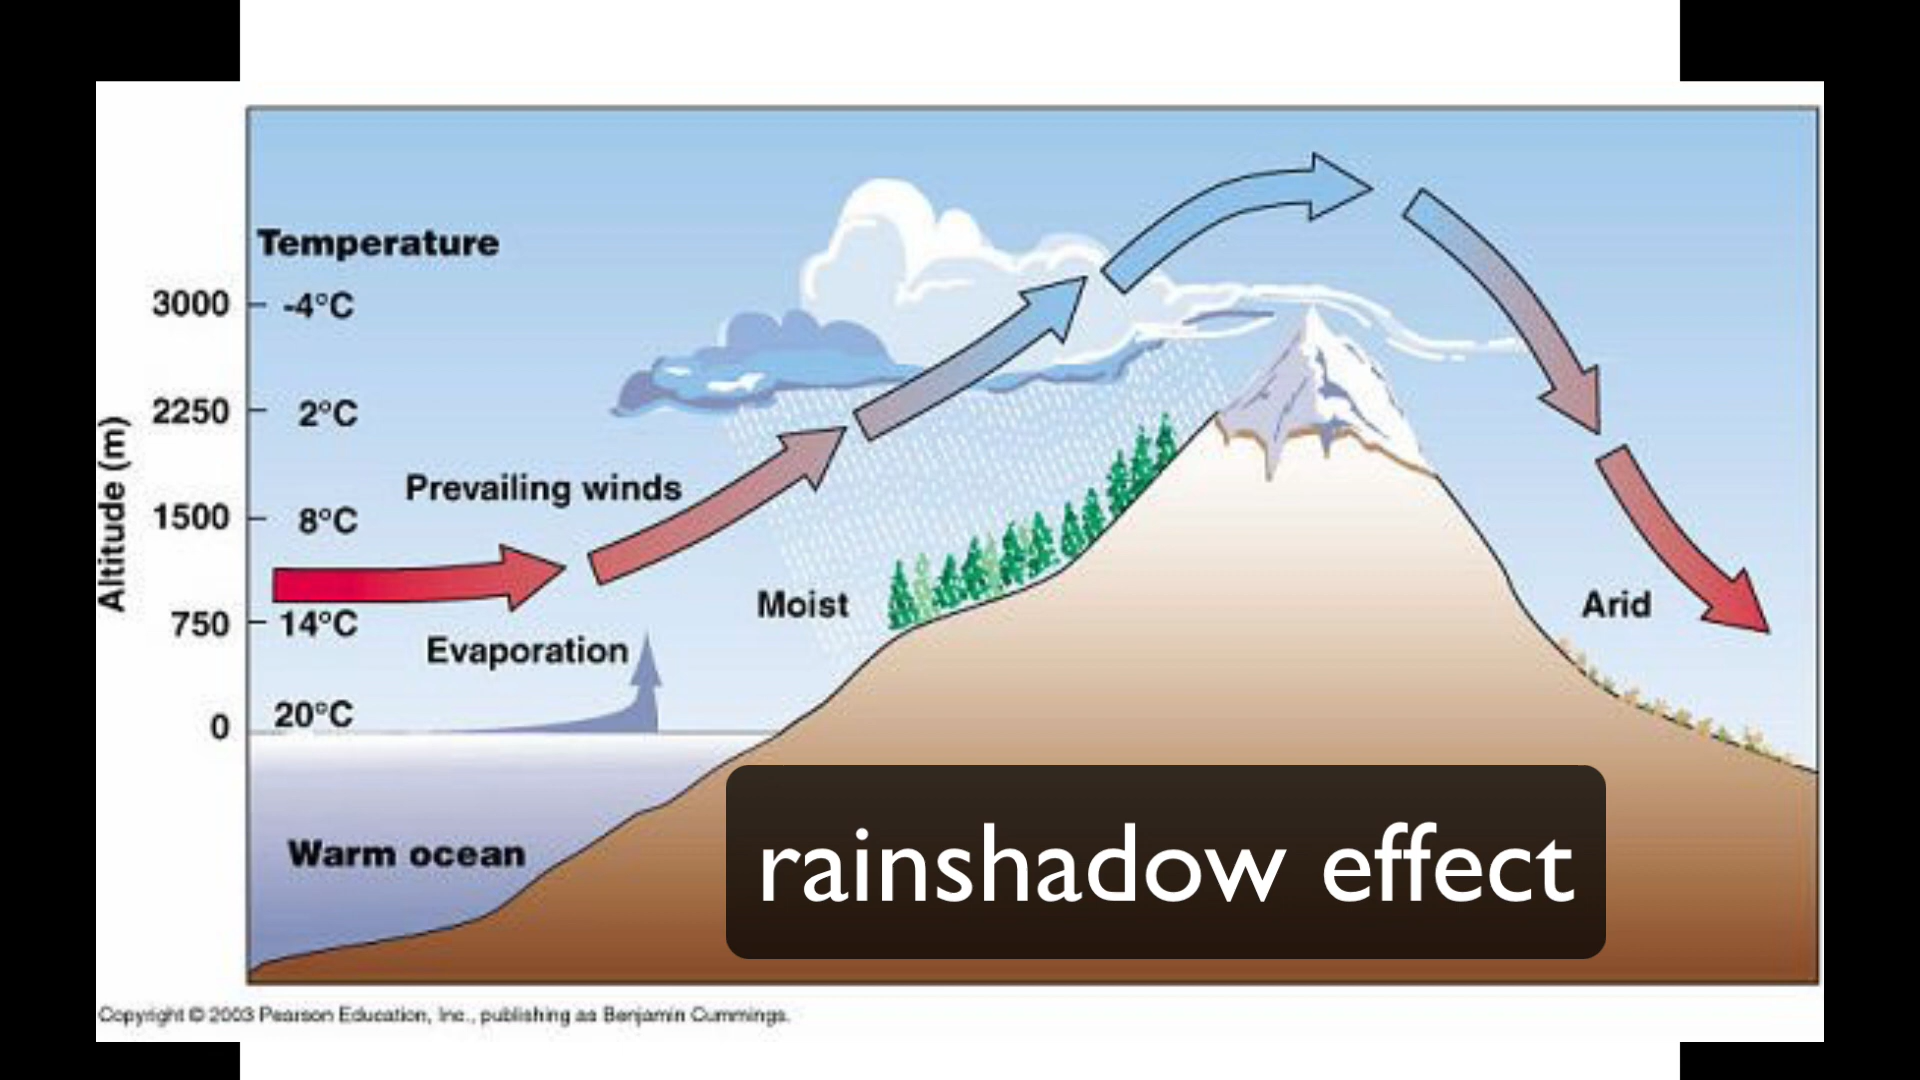 Temperature
3000 -4°C
2250 2°C
Prevailing winds
1500 8°C
Altitude (m)
Moist
Arid
750 14°C
Evaporation
0 20°C
Warm ocean
rainshadow effect
Copyright © 2003 Pearson Education, Inc., publishing as Benjamin Cummings.